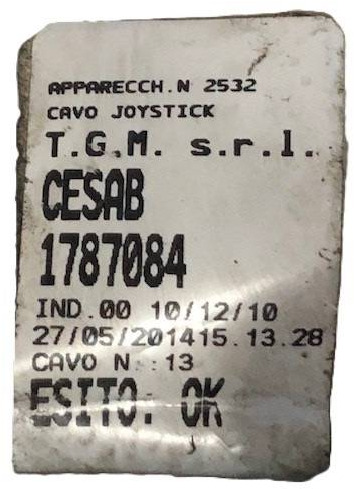 APPARECCH.N 2532
CAVO JOYSTICK
T.G.M. s.r.l.
CESAB
1787084
IND.00 10/12/10
27/05/201415.13.28
CAVO N.:13
ESITO: OK